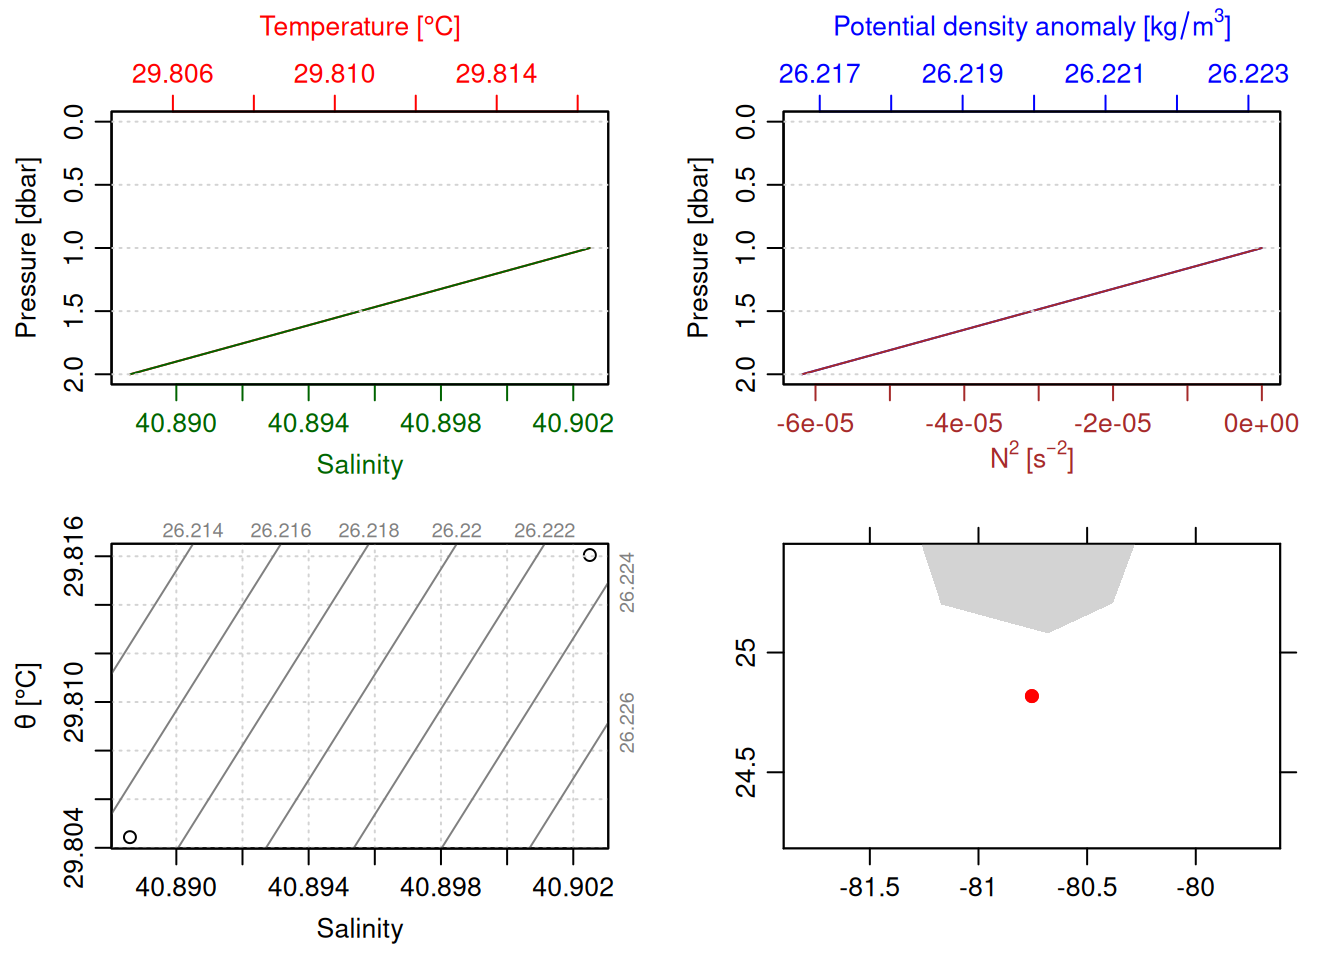 Temperature [°C]
29.806 29.810 29.814
Pressure [dbar]
0.0 0.5 1.0 1.5 2.0
40.890 40.894 40.898 40.902
Salinity
Potential density anomaly [kg/m³]
26.217 26.219 26.221 26.223
Pressure [dbar]
0.0 0.5 1.0 1.5 2.0
-6e-05 -4e-05 -2e-05 0e+00
N² [s⁻²]
26.214 26.216 26.218 26.22 26.222
26.224
26.226
θ [°C]
29.804 29.810 29.816
40.890 40.894 40.898 40.902
Salinity
25
24.5
-81.5 -81 -80.5 -80